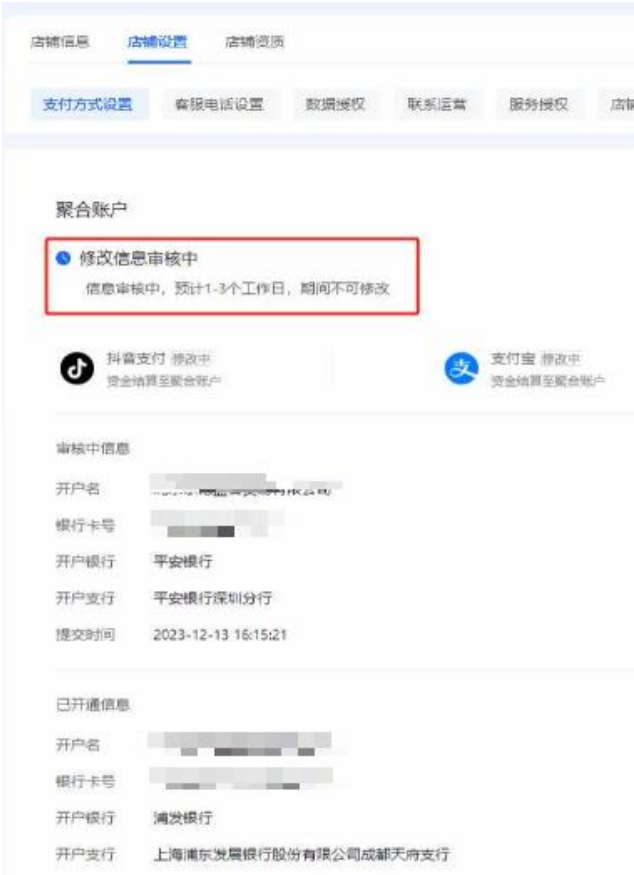 店铺信息 店铺设置 店铺资质
支付方式设置 客服电话设置 数据授权 联系运营 服务授权
聚合账户
修改信息审核中
信息审核中，预计1-3个工作日，期间不可修改
抖音支付 修改中 支付宝 修改中
资金结算至聚合账户 资金结算至聚合账户
审核中信息
开户名
银行卡号
开户银行 平安银行
开户支行 平安银行深圳分行
提交时间 2023-12-13 16:15:21
已开通信息
开户名
银行卡号
开户银行 浦发银行
开户支行 上海浦东发展银行股份有限公司成都天府支行